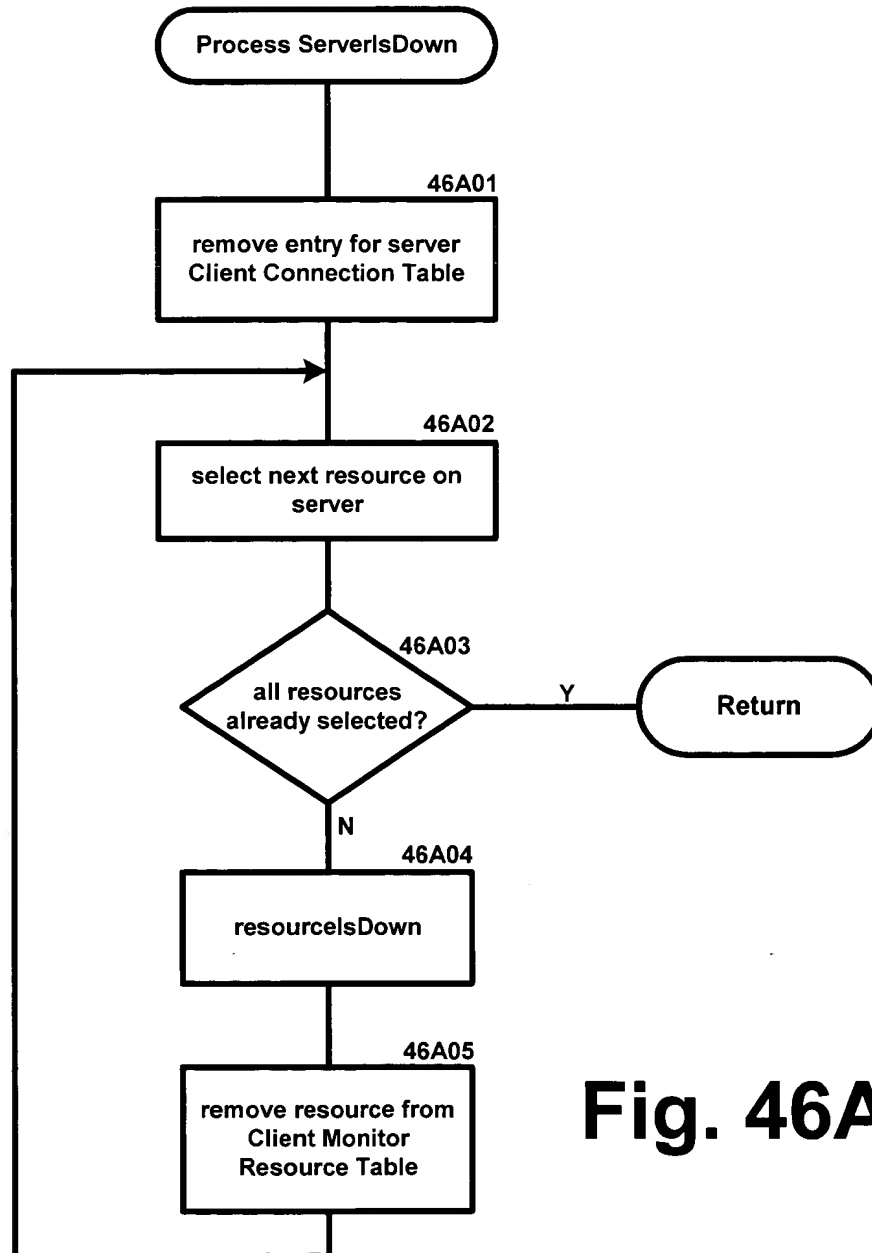 Process ServerIsDown
46A01
remove entry for server
Client Connection Table
46A02
select next resource on
server
46A03
all resources
already selected?
Y
Return
N
46A04
resourceIsDown
46A05
remove resource from
Client Monitor
Resource Table
Fig. 46A